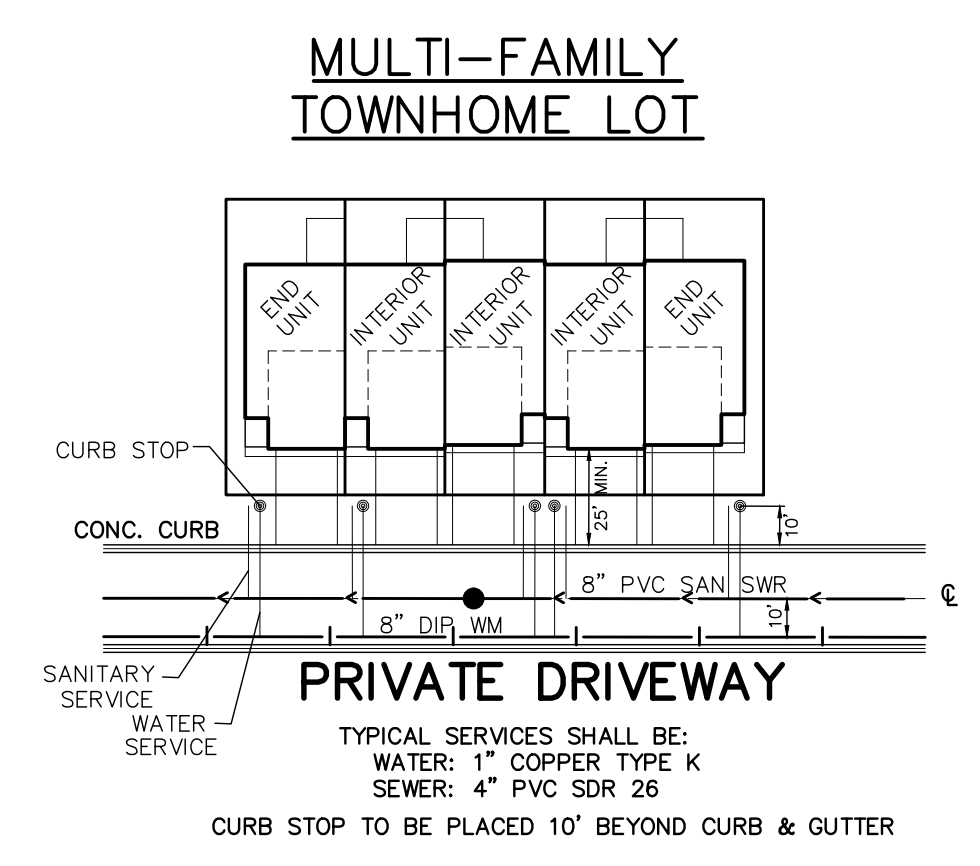 MULTI-FAMILY
TOWNHOME LOT
END
UNIT
INTERIOR
UNIT
INTERIOR
UNIT
INTERIOR
UNIT
END
UNIT
CURB STOP
25' MIN.
10'
CONC. CURB
8" PVC SAN SWR
℄
10'
8" DIP WM
SANITARY
SERVICE
WATER
SERVICE
PRIVATE DRIVEWAY
TYPICAL SERVICES SHALL BE:
WATER: 1" COPPER TYPE K
SEWER: 4" PVC SDR 26
CURB STOP TO BE PLACED 10' BEYOND CURB & GUTTER